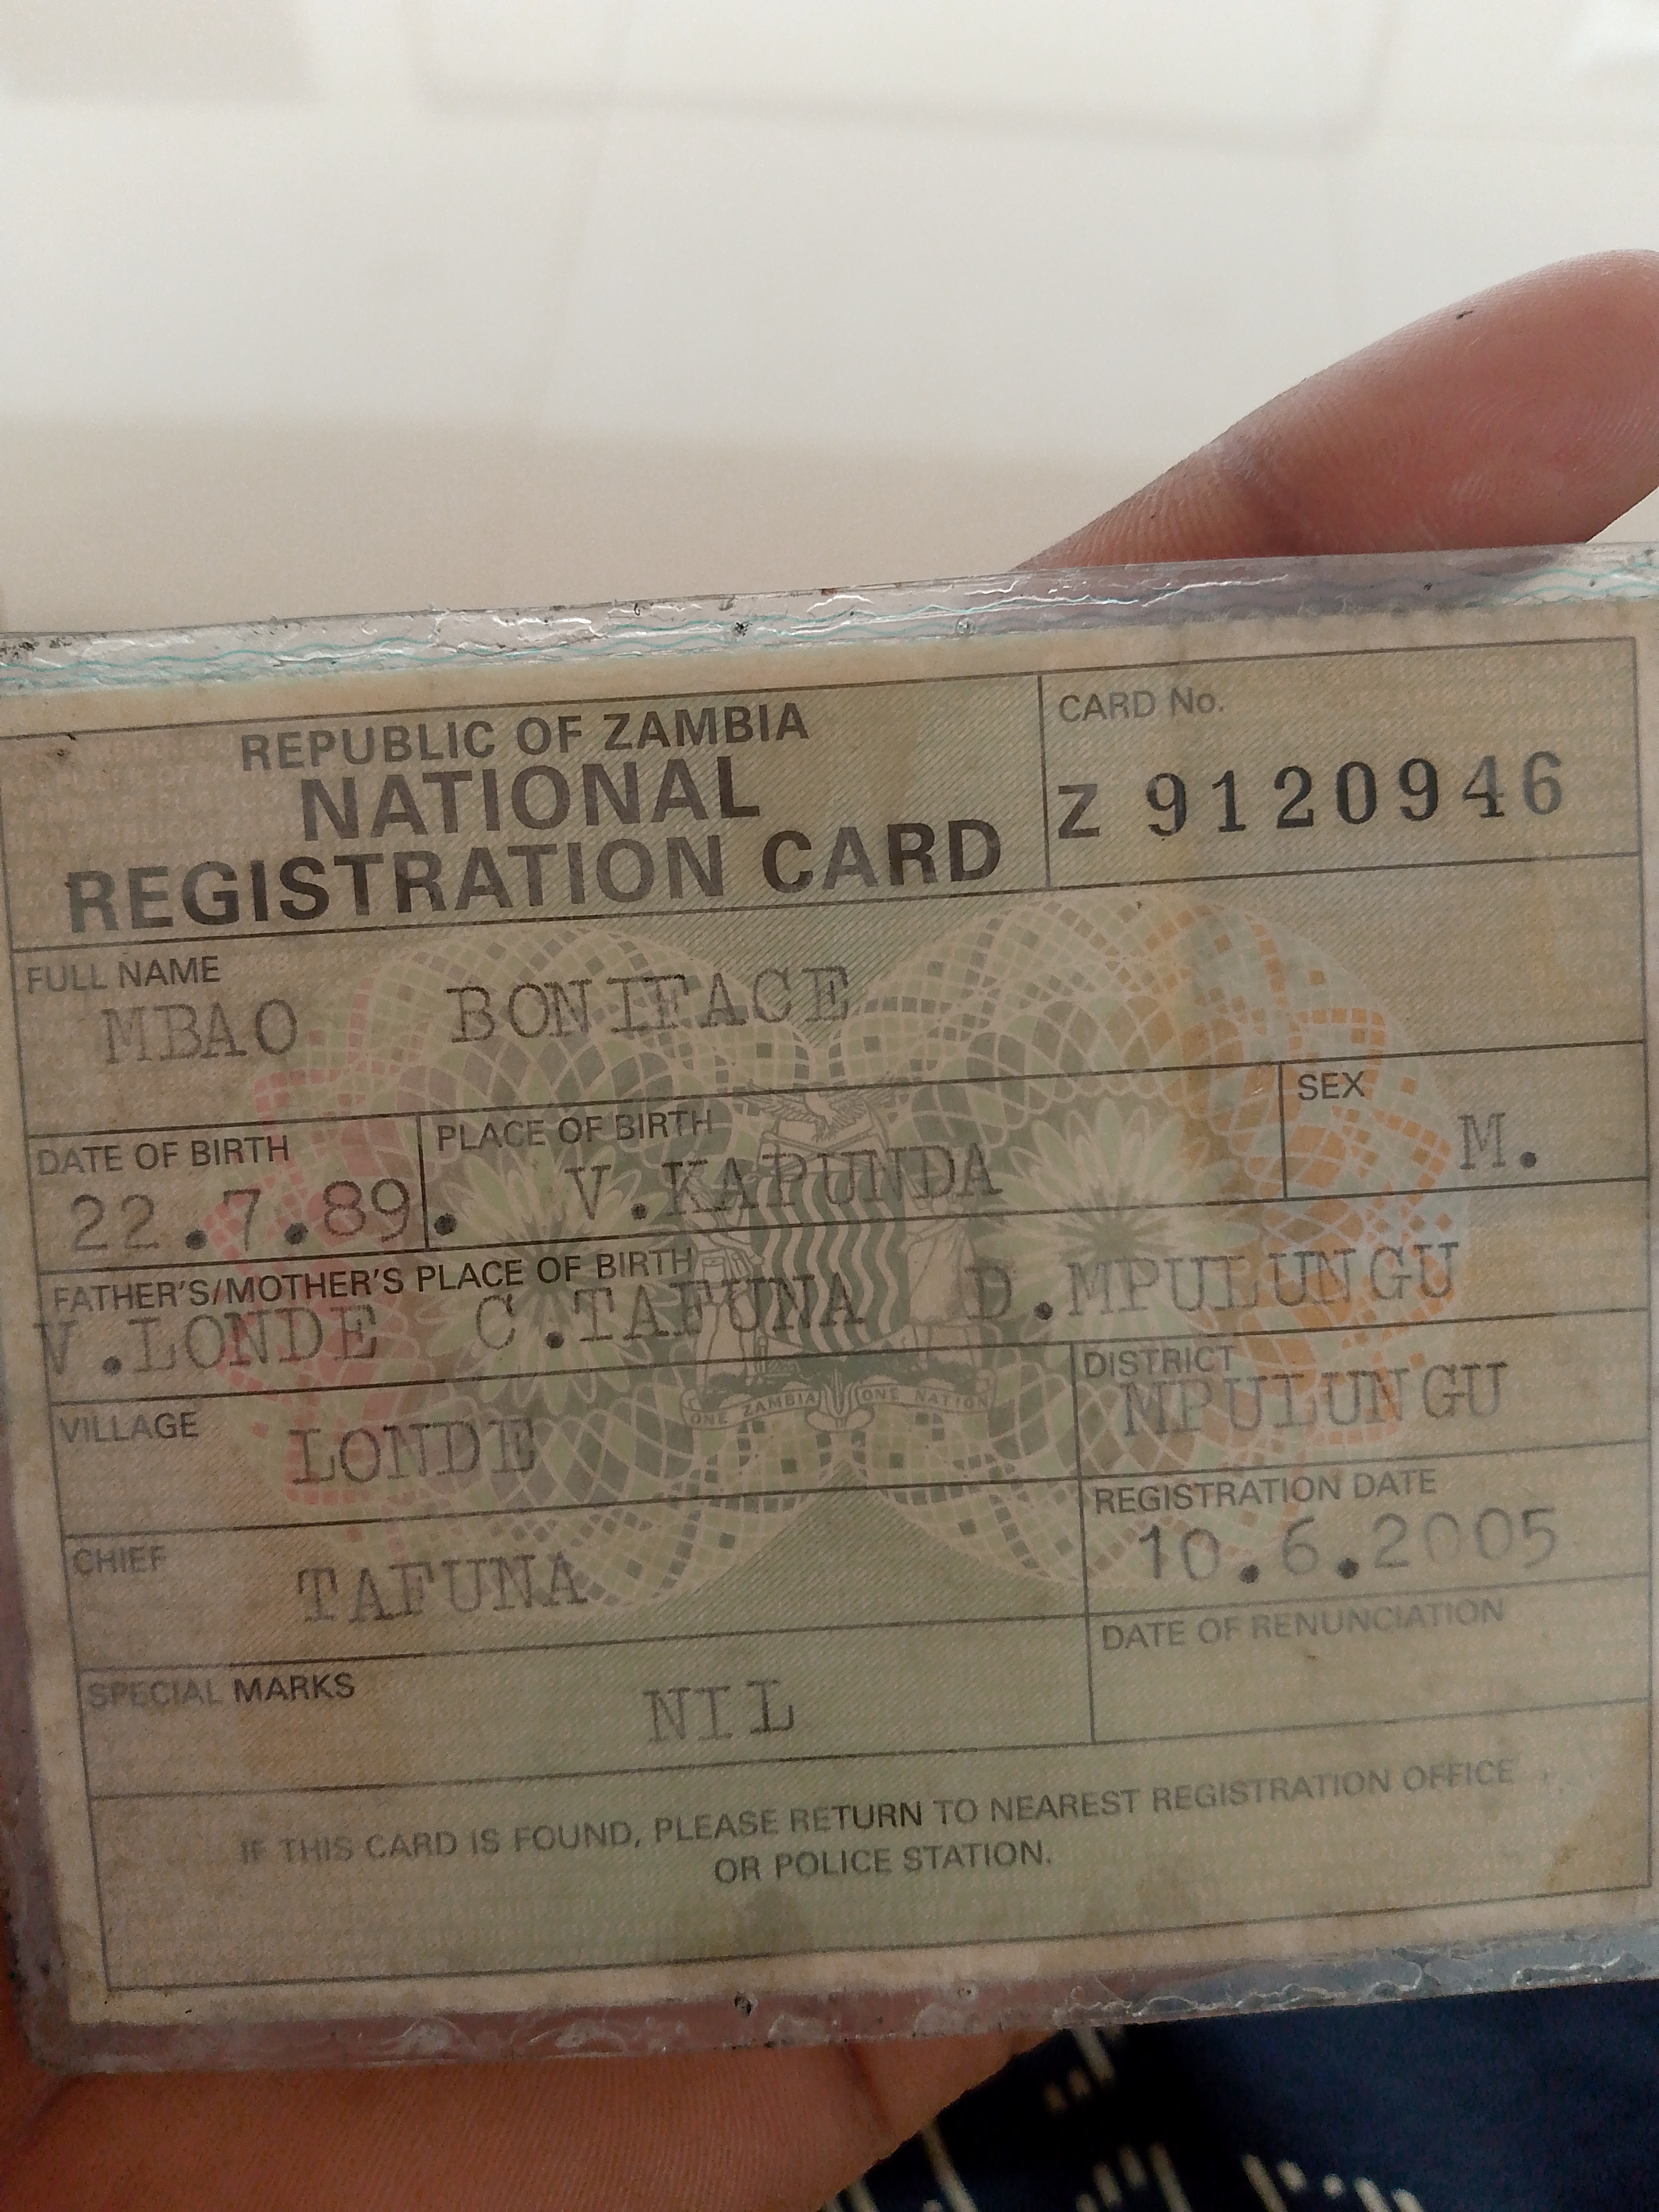 REPUBLIC OF ZAMBIA
NATIONAL
REGISTRATION CARD
CARD No.
Z 9120946
FULL NAME
MBAO BONIFACE
DATE OF BIRTH
22.7.89.
PLACE OF BIRTH
V.KAPUNDA
SEX
M.
FATHER'S/MOTHER'S PLACE OF BIRTH
V.LONDE C.TAFUNA D.MPULUNGU
VILLAGE
LONDE
DISTRICT
MPULUNGU
CHIEF
TAFUNA
REGISTRATION DATE
10.6.2005
SPECIAL MARKS
NIL
DATE OF RENUNCIATION
ONE ZAMBIA ONE NATION
IF THIS CARD IS FOUND, PLEASE RETURN TO NEAREST REGISTRATION OFFICE
OR POLICE STATION.